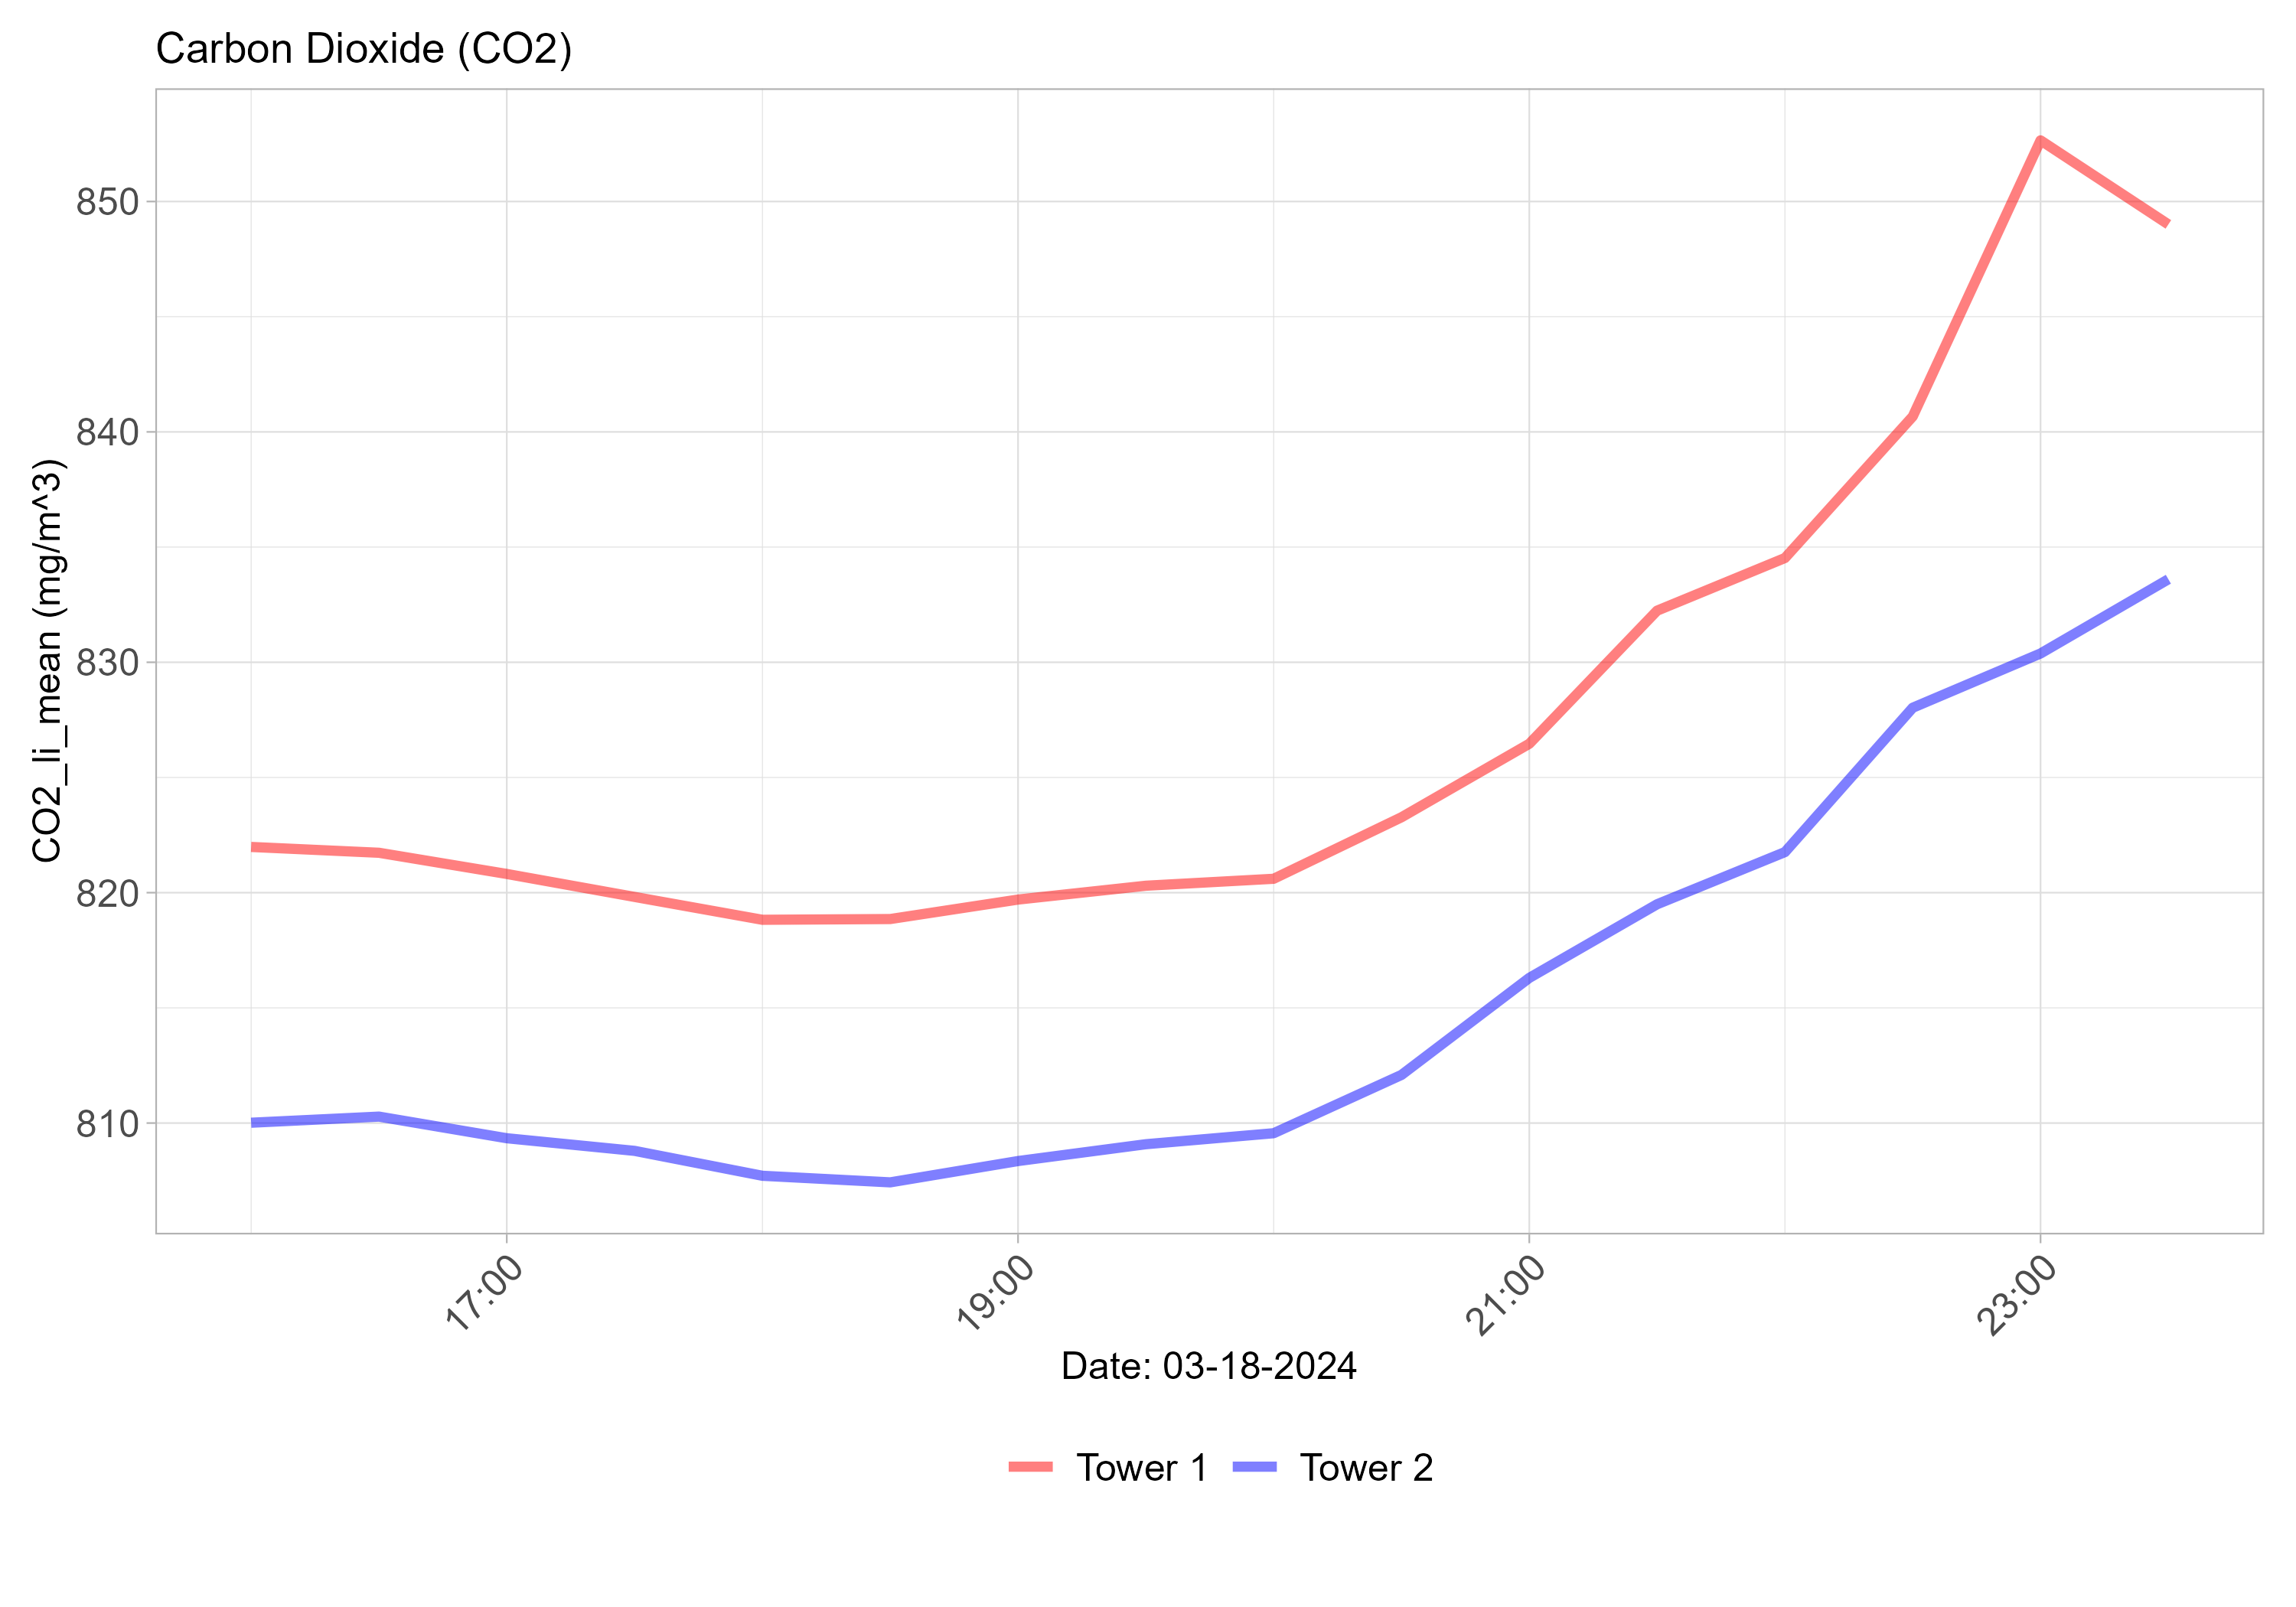 Carbon Dioxide (CO2)
CO2_li_mean (mg/m^3)
850
840
830
820
810
17:00
19:00
21:00
23:00
Date: 03-18-2024
Tower 1
Tower 2